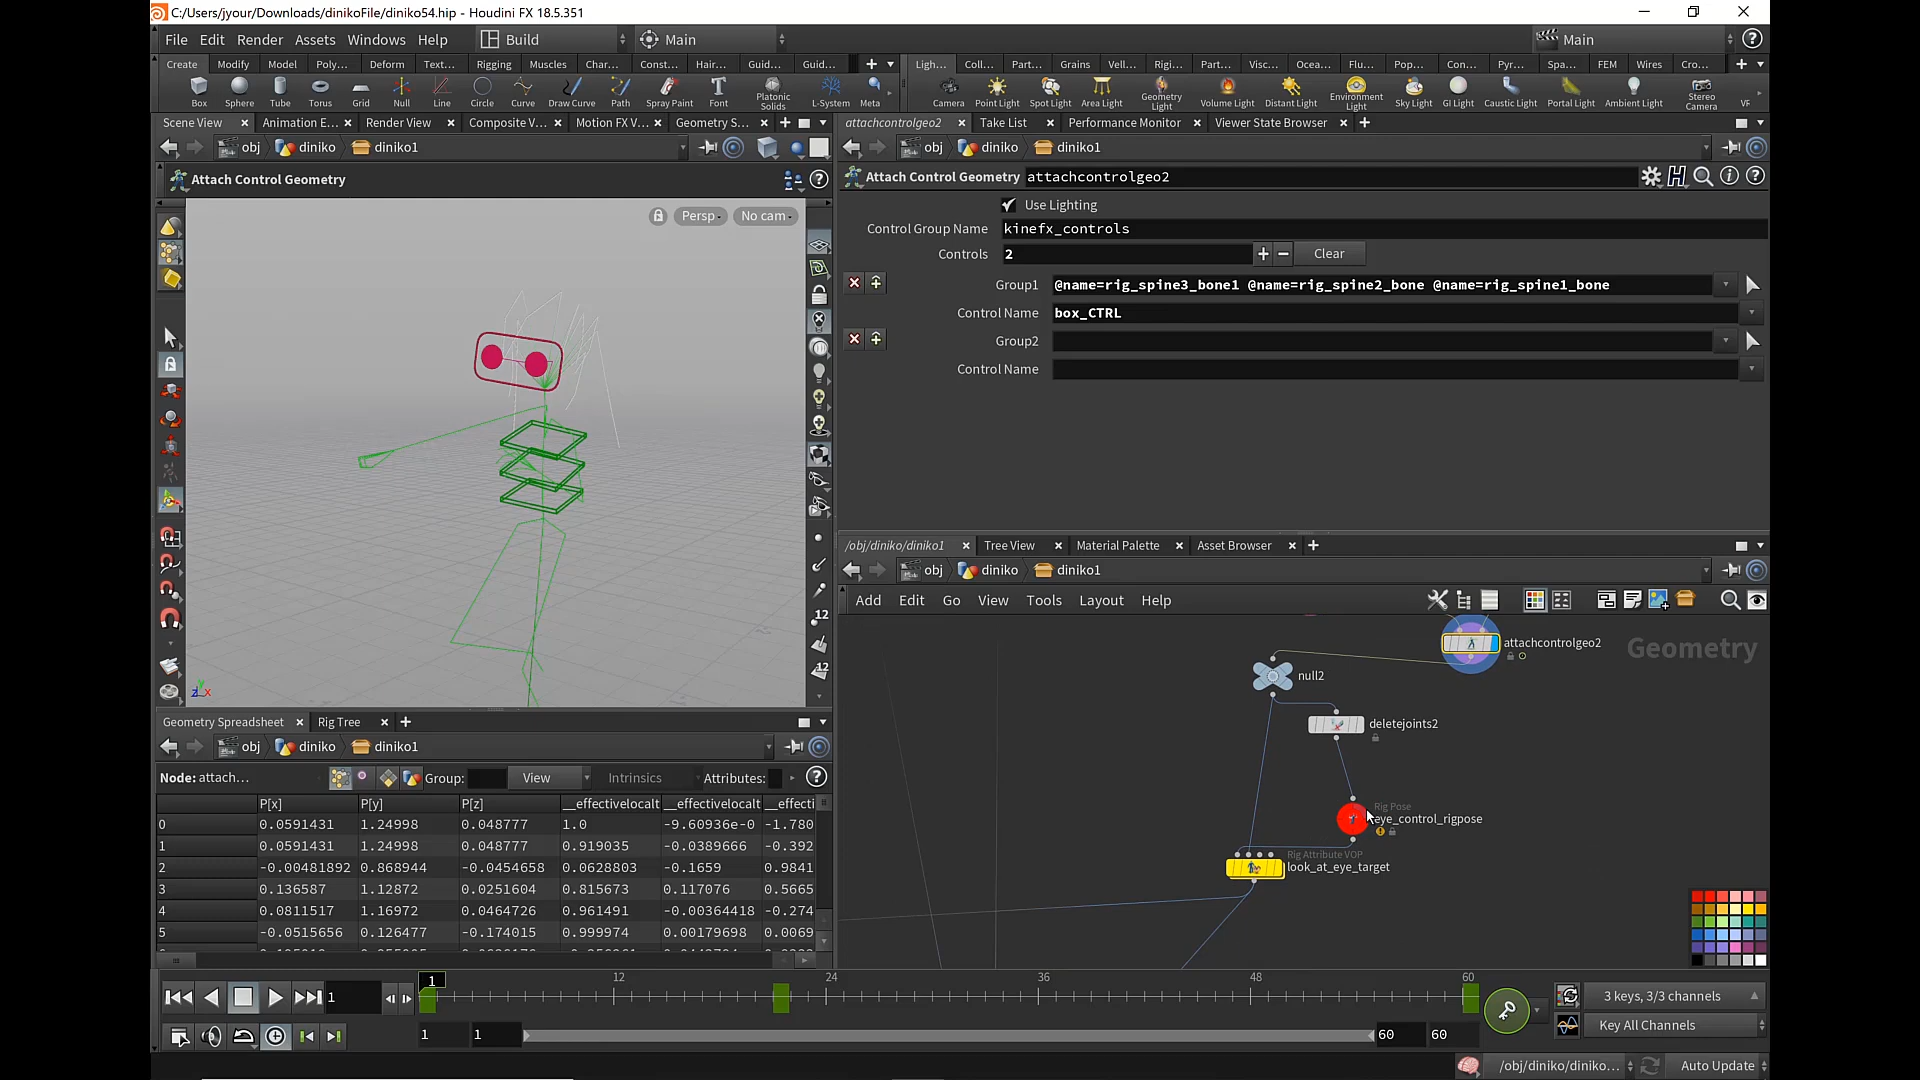 C:/Users/jyour/Downloads/dinikoFile/diniko54.hip - Houdini FX 18.5.351
File Edit Render Assets Windows Help Build Main Main
Create Modify Model Poly... Deform Text... Rigging Muscles Char... Const... Hair... Guid... Guid...
Ligh... Coll... Part... Grains Vell... Rigi... Part... Visc... Ocea... Flu... Pop... Con... Pyr... Spa... FEM Wires Cro...
Box Sphere Tube Torus Grid Null Line Circle Curve Draw Curve Path Spray Paint Font Platonic Solids L-System Meta
Camera Point Light Spot Light Area Light Geometry Light Volume Light Distant Light Environment Light Sky Light GI Light Caustic Light Portal Light Ambient Light Stereo Camera VF
Scene View Animation E... Render View Composite V... Motion FX V... Geometry S...
attachcontrolgeo2 Take List Performance Monitor Viewer State Browser
obj diniko diniko1
obj diniko diniko1
Attach Control Geometry
Attach Control Geometry attachcontrolgeo2
Use Lighting
Control Group Name kinefx_controls
Controls 2 Clear
Group1 @name=rig_spine3_bone1 @name=rig_spine2_bone @name=rig_spine1_bone
Control Name box_CTRL
Group2
Control Name
Persp No cam
12
12
z x y
/obj/diniko/diniko1 Tree View Material Palette Asset Browser
obj diniko diniko1
Add Edit Go View Tools Layout Help
Geometry
attachcontrolgeo2
null2
deletejoints2
Rig Pose
eye_control_rigpose
Rig Attribute VOP
look_at_eye_target
Geometry Spreadsheet Rig Tree
obj diniko diniko1
Node: attach... Group: View Intrinsics Attributes:
P[x] P[y] P[z] __effectivelocalt __effectivelocalt __effecti
0 0.0591431 1.24998 0.048777 1.0 -9.60936e-0 -1.780
1 0.0591431 1.24998 0.048777 0.919035 -0.0389666 -0.392
2 -0.00481892 0.868944 -0.0454658 0.0628803 -0.1659 0.9841
3 0.136587 1.12872 0.0251604 0.815673 0.117076 0.5665
4 0.0811517 1.16972 0.0464726 0.961491 -0.00364418 -0.274
5 -0.0515656 0.126477 -0.174015 0.999974 0.00179698 0.0069
1 12 24 36 48 60
1
3 keys, 3/3 channels
1 1 60 60
Key All Channels
/obj/diniko/diniko... Auto Update